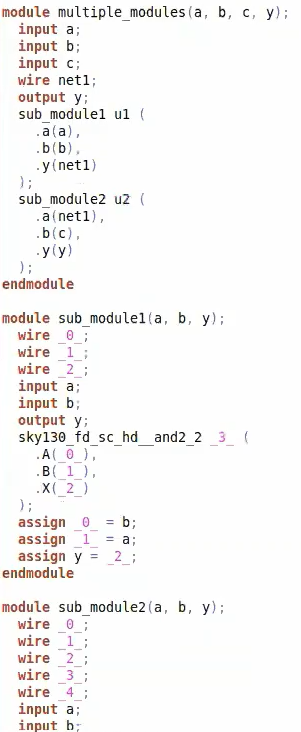 module multiple_modules(a, b, c, y);
  input a;
  input b;
  input c;
  wire net1;
  output y;
  sub_module1 u1 (
    .a(a),
    .b(b),
    .y(net1)
  );
  sub_module2 u2 (
    .a(net1),
    .b(c),
    .y(y)
  );
endmodule

module sub_module1(a, b, y);
  wire _0_;
  wire _1_;
  wire _2_;
  input a;
  input b;
  output y;
  sky130_fd_sc_hd__and2_2 _3_ (
    .A(_0_),
    .B(_1_),
    .X(_2_)
  );
  assign _0_ = b;
  assign _1_ = a;
  assign y = _2_;
endmodule

module sub_module2(a, b, y);
  wire _0_;
  wire _1_;
  wire _2_;
  wire _3_;
  wire _4_;
  input a;
  input b;